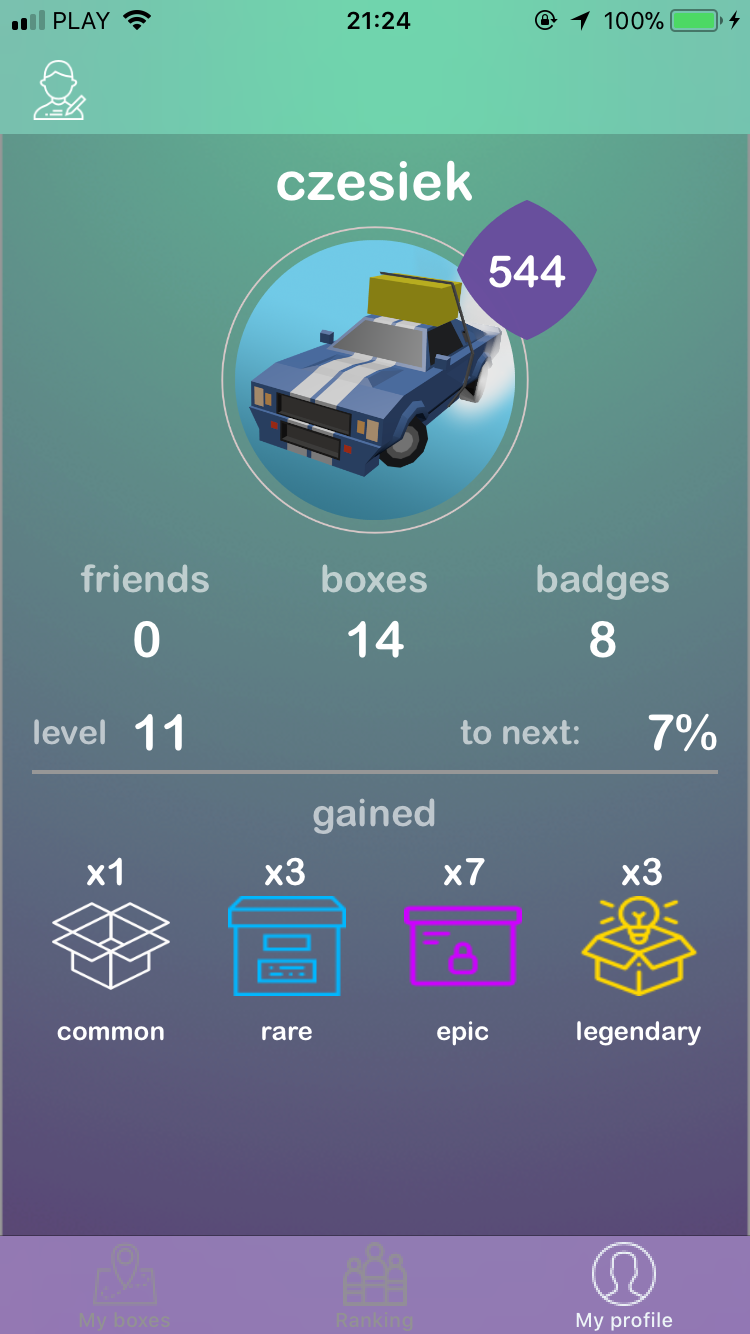 PLAY 21:24 100%
czesiek
544
friends boxes badges
0 14 8
level 11 to next: 7%
gained
x1 x3 x7 x3
common rare epic legendary
My boxes Ranking My profile